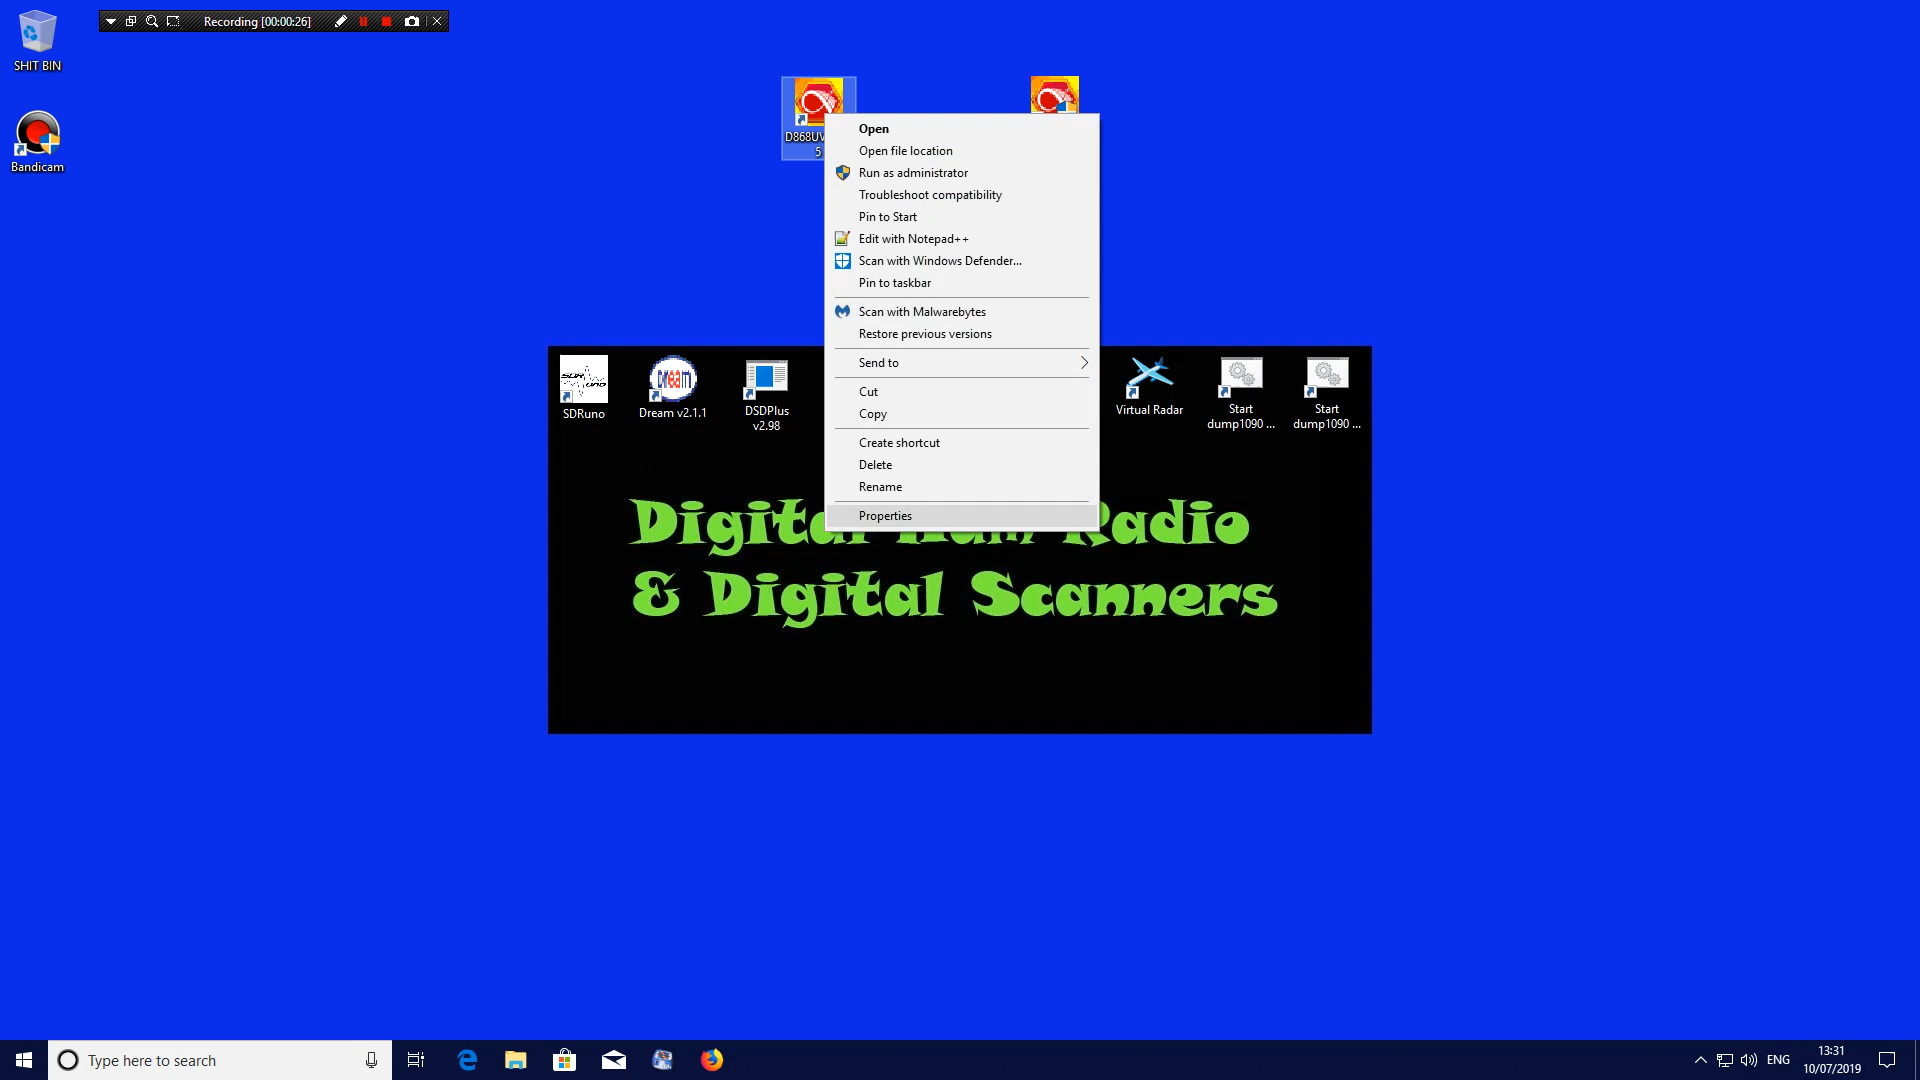 Recording [00:00:26]
SHIT BIN
Bandicam
D868UV
5
Open
Open file location
Run as administrator
Troubleshoot compatibility
Pin to Start
Edit with Notepad++
Scan with Windows Defender...
Pin to taskbar
Scan with Malwarebytes
Restore previous versions
Send to
Cut
Copy
Create shortcut
Delete
Rename
Properties
SDRuno
Dream
Dream v2.1.1
DSDPlus
v2.98
Virtual Radar
Start
dump1090 ...
Start
dump1090 ...
Digital Ham Radio
& Digital Scanners
Type here to search
ENG
13:31
10/07/2019